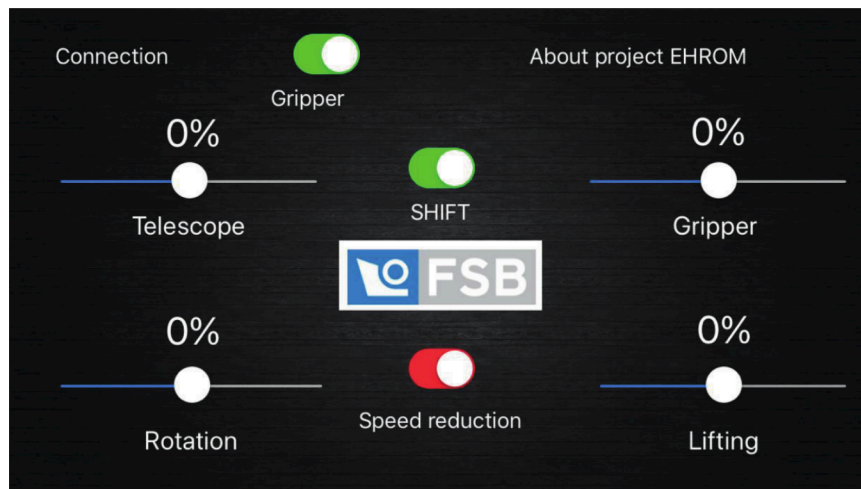 Connection
About project EHROM
Gripper
0%
0%
Telescope
SHIFT
Gripper
FSB
0%
0%
Rotation
Speed reduction
Lifting